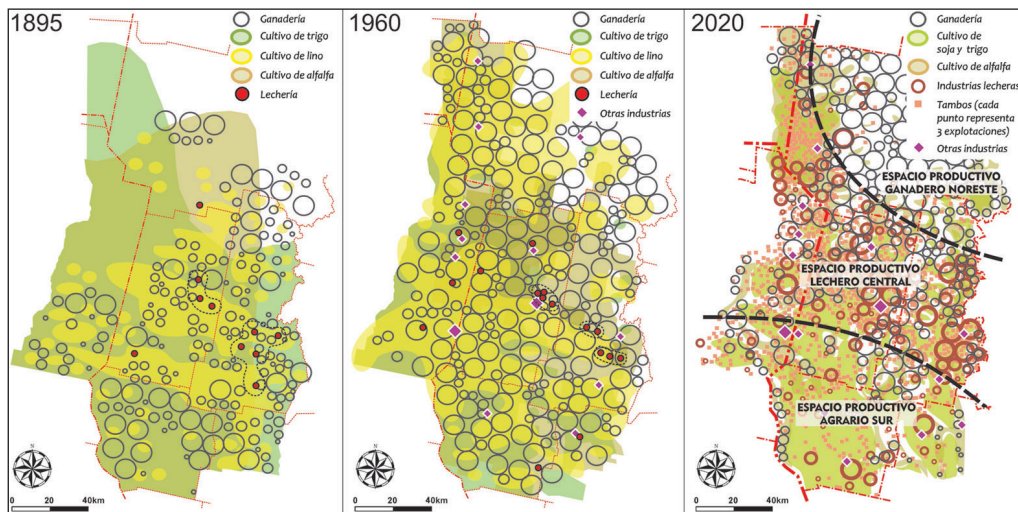 1895
Ganadería
Cultivo de trigo
Cultivo de lino
Cultivo de alfalfa
Lechería
N
0 20 40km
1960
Ganadería
Cultivo de trigo
Cultivo de lino
Cultivo de alfalfa
Lechería
Otras industrias
N
0 20 40km
2020
Ganadería
Cultivo de
soja y trigo
Cultivo de alfalfa
Industrias lecheras
Tambos (cada
punto representa
3 explotaciones)
Otras industrias
ESPACIO PRODUCTIVO
GANADERO NORESTE
ESPACIO PRODUCTIVO
LECHERO CENTRAL
ESPACIO PRODUCTIVO
AGRARIO SUR
N
0 20 40km